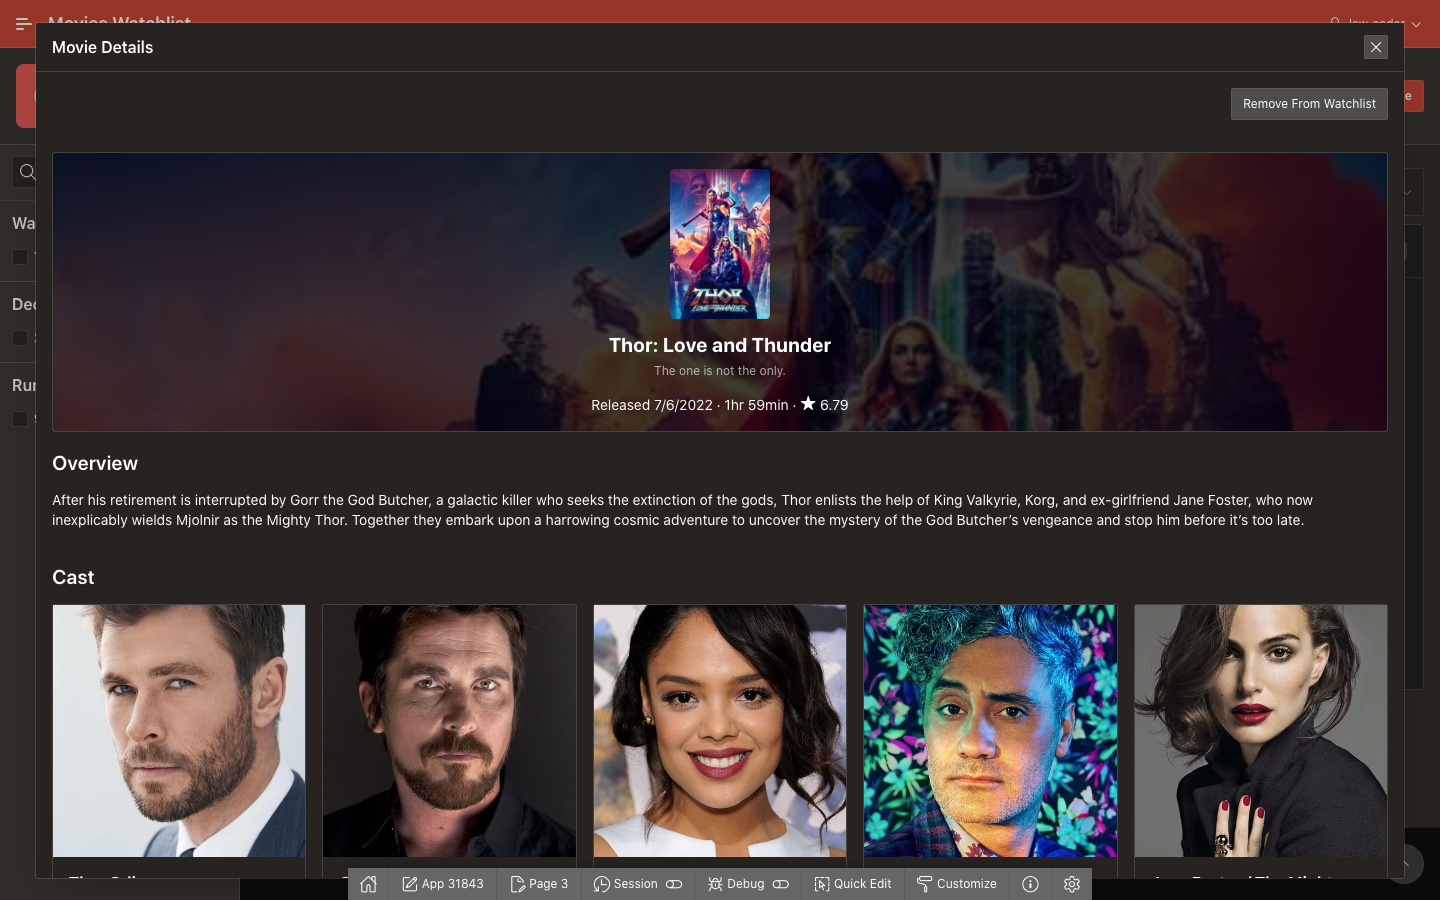 Movie Details
Remove From Watchlist
THOR
LOVE AND THUNDER
Thor: Love and Thunder
The one is not the only.
Released 7/6/2022 · 1hr 59min · ★ 6.79
Overview
After his retirement is interrupted by Gorr the God Butcher, a galactic killer who seeks the extinction of the gods, Thor enlists the help of King Valkyrie, Korg, and ex-girlfriend Jane Foster, who now
inexplicably wields Mjolnir as the Mighty Thor. Together they embark upon a harrowing cosmic adventure to uncover the mystery of the God Butcher’s vengeance and stop him before it’s too late.
Cast
App 31843 Page 3 Session Debug Quick Edit Customize